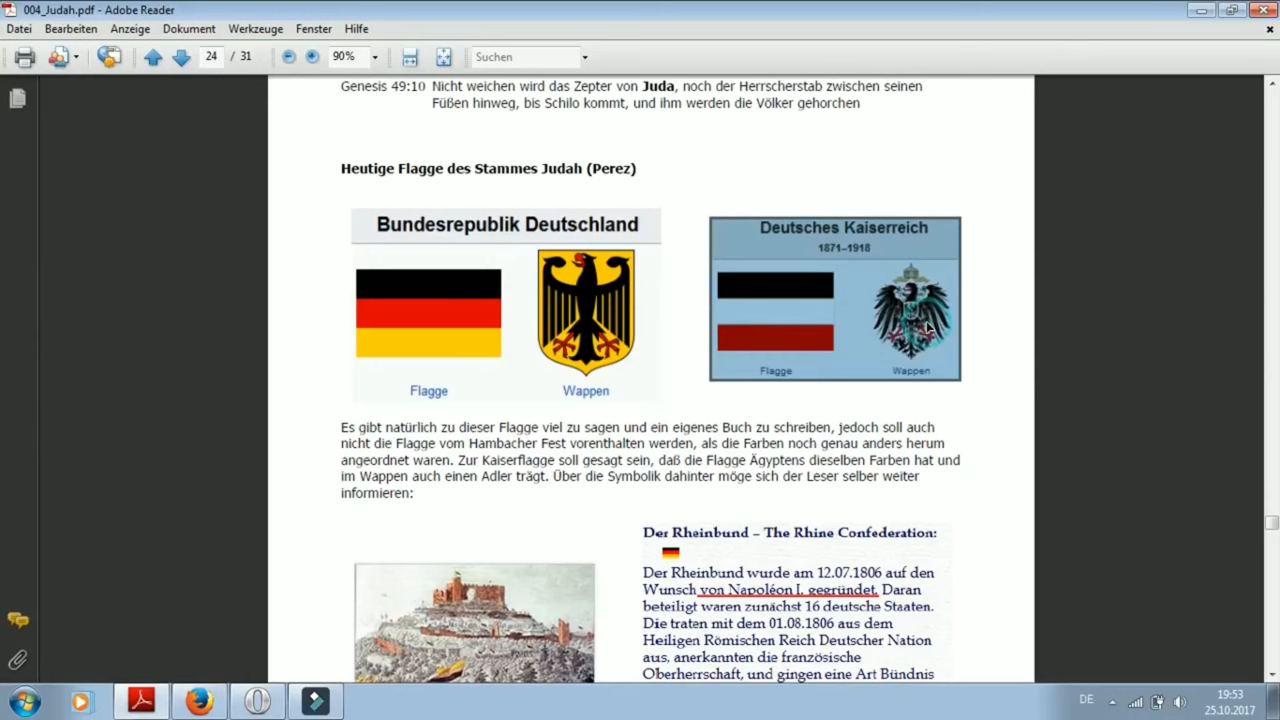 004_Judah.pdf - Adobe Reader
Datei Bearbeiten Anzeige Dokument Werkzeuge Fenster Hilfe
24 / 31 90% Suchen
Genesis 49:10 Nicht weichen wird das Zepter von Juda, noch der Herrscherstab zwischen seinen
Füßen hinweg, bis Schilo kommt, und ihm werden die Völker gehorchen
Heutige Flagge des Stammes Judah (Perez)
Bundesrepublik Deutschland
Flagge Wappen
Deutsches Kaiserreich
1871–1918
Flagge Wappen
Es gibt natürlich zu dieser Flagge viel zu sagen und ein eigenes Buch zu schreiben, jedoch soll auch
nicht die Flagge vom Hambacher Fest vorenthalten werden, als die Farben noch genau anders herum
angeordnet waren. Zur Kaiserflagge soll gesagt sein, daß die Flagge Ägyptens dieselben Farben hat und
im Wappen auch einen Adler trägt. Über die Symbolik dahinter möge sich der Leser selber weiter
informieren:
Der Rheinbund – The Rhine Confederation:
Der Rheinbund wurde am 12.07.1806 auf den
Wunsch von Napoléon I. gegründet. Daran
beteiligt waren zunächst 16 deutsche Staaten.
Die traten mit dem 01.08.1806 aus dem
Heiligen Römischen Reich Deutscher Nation
aus, anerkannten die französische
Oberherrschaft, und gingen eine Art Bündnis
DE
19:53
25.10.2017